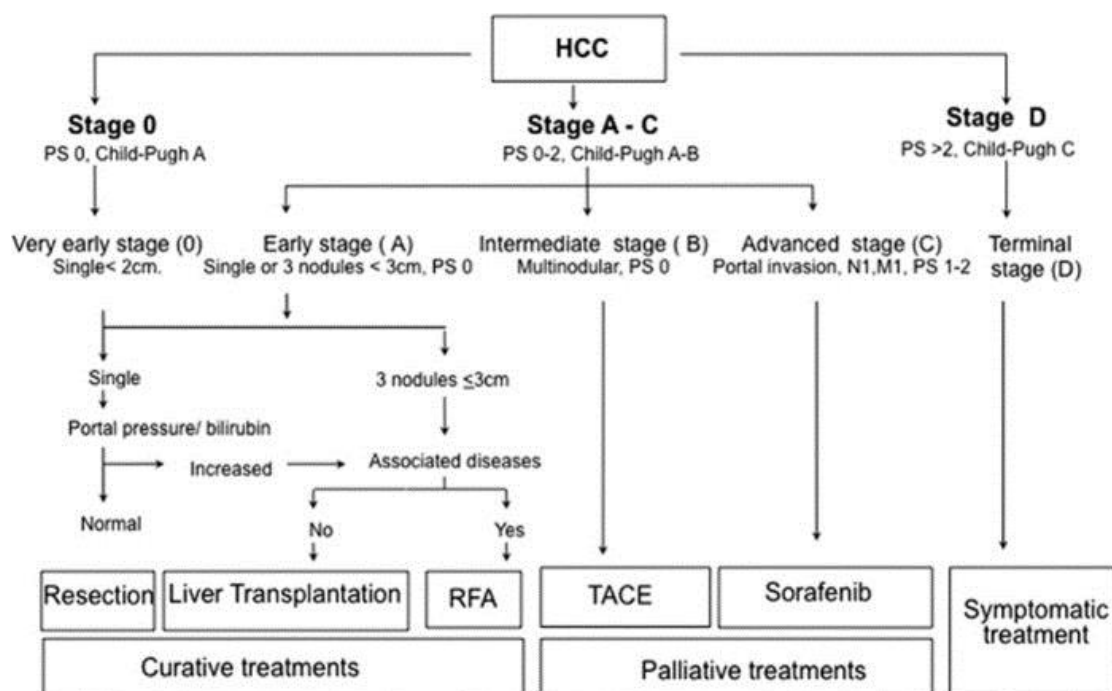 HCC
Stage 0
PS 0, Child-Pugh A
Stage A - C
PS 0-2, Child-Pugh A-B
Stage D
PS >2, Child-Pugh C
Very early stage (0)
Single< 2cm.
Early stage ( A)
Single or 3 nodules < 3cm, PS 0
Intermediate stage ( B)
Multinodular, PS 0
Advanced stage (C)
Portal invasion, N1,M1, PS 1-2
Terminal
stage (D)
Single
3 nodules ≤3cm
Portal pressure/ bilirubin
Increased
Associated diseases
Normal
No
Yes
Resection
Liver Transplantation
RFA
TACE
Sorafenib
Symptomatic
treatment
Curative treatments
Palliative treatments